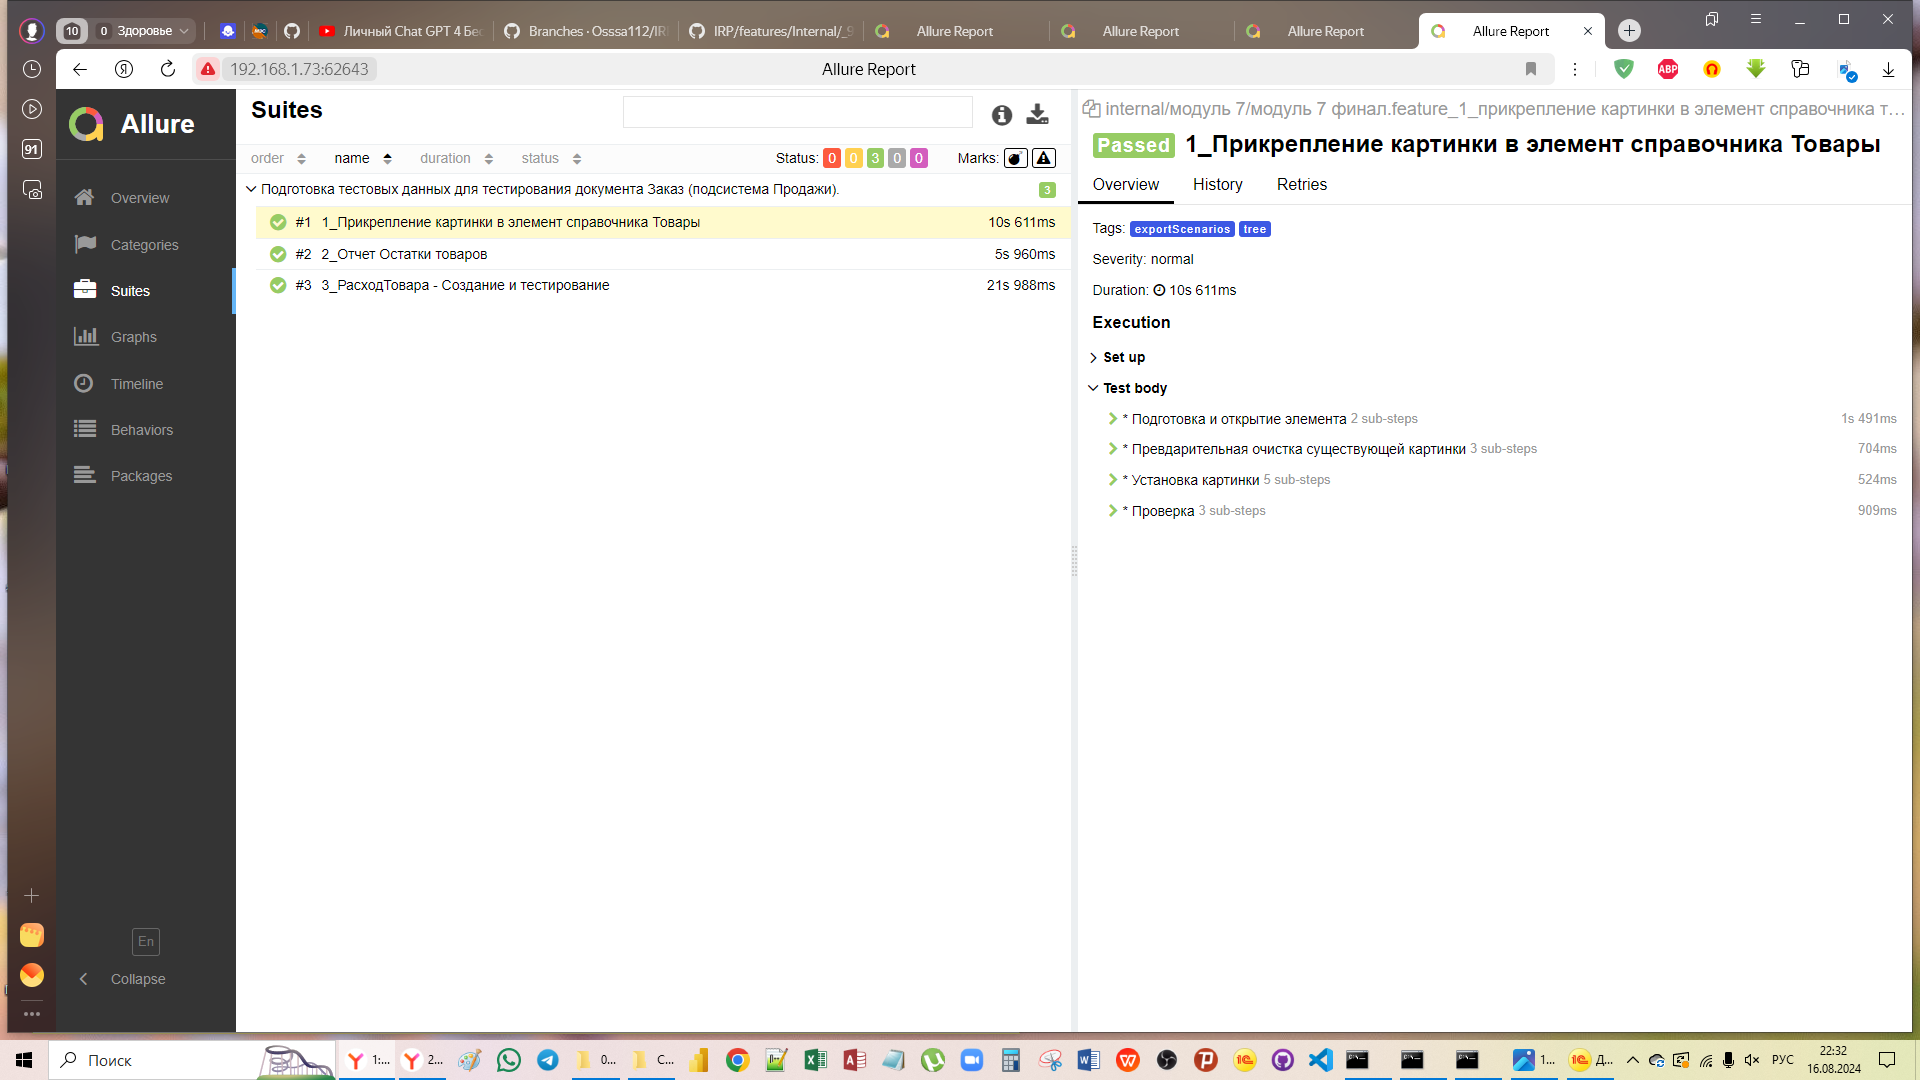 10
0 Здоровье
Личный Chat GPT 4 Бес
Branches · Osssa112/IR
IRP/features/Internal/_9
Allure Report
Allure Report
Allure Report
Allure Report
192.168.1.73:62643
Allure Report
ABP
91
Allure
Overview
Categories
Suites
Graphs
Timeline
Behaviors
Packages
En
Collapse
Suites
order
name
duration
status
Status: 0 0 3 0 0
Marks:
Подготовка тестовых данных для тестирования документа Заказ (подсистема Продажи).
3
#1 1_Прикрепление картинки в элемент справочника Товары 10s 611ms
#2 2_Отчет Остатки товаров 5s 960ms
#3 3_РасходТовара - Создание и тестирование 21s 988ms
internal/модуль 7/модуль 7 финал.feature_1_прикрепление картинки в элемент справочника т…
Passed 1_Прикрепление картинки в элемент справочника Товары
Overview History Retries
Tags: exportScenarios tree
Severity: normal
Duration: 10s 611ms
Execution
Set up
Test body
* Подготовка и открытие элемента 2 sub-steps 1s 491ms
* Превдарительная очистка существующей картинки 3 sub-steps 704ms
* Установка картинки 5 sub-steps 524ms
* Проверка 3 sub-steps 909ms
Поиск
1:...
2...
0...
С...
1...
Д...
РУС
22:32
16.08.2024